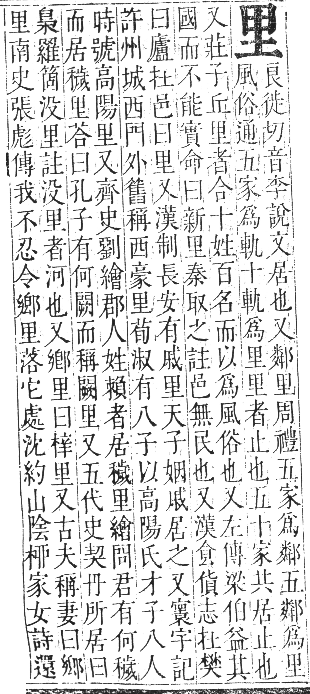 里
良徙切音李說文居也又鄰里周禮五家爲鄰五鄰爲里
風俗通五家爲軌十軌爲里里者止也五十家共居止也
又莊子丘里者合十姓百名而以爲風俗也又左傳梁伯益其
國而不能實命曰新里秦取之註邑無民也又漢食貨志在壄
曰廬在邑曰里又漢制長安有戚里天子姻戚居之又寰宇記
許州城西門外舊稱西豪里荀淑有八子以高陽氏才子八人
時號高陽里又齊史劉繪郡人姓賴者居穢里繪問君有何穢
而居穢里荅曰孔子有何闕而稱闕里又五代史契丹所居曰
梟羅箇没里註没里者河也又鄉里曰梓里又古夫稱妻曰鄉
里南史張彪傳我不忍令鄉里落它處沈約山陰柳家女詩還